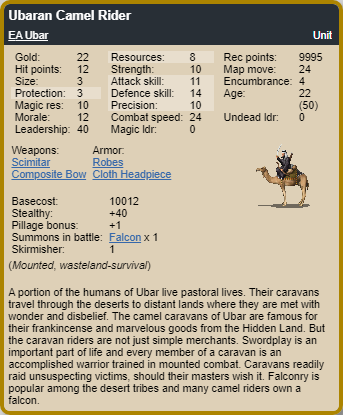 Ubaran Camel Rider
EA Ubar Unit
Gold: 22 Resources: 8 Rec points: 9995
Hit points: 12 Strength: 10 Map move: 24
Size: 3 Attack skill: 11 Encumbrance: 4
Protection: 3 Defence skill: 14 Age: 22
Magic res: 10 Precision: 10 (50)
Morale: 12 Combat speed: 24 Undead ldr: 0
Leadership: 40 Magic ldr: 0
Weapons: Armor:
Scimitar Robes
Composite Bow Cloth Headpiece
Basecost: 10012
Stealthy: +40
Pillage bonus: +1
Summons in battle: Falcon x 1
Skirmisher: 1
(Mounted, wasteland-survival)
A portion of the humans of Ubar live pastoral lives. Their caravans
travel through the deserts to distant lands where they are met with
wonder and disbelief. The camel caravans of Ubar are famous for
their frankincense and marvelous goods from the Hidden Land. But
the caravan riders are not just simple merchants. Swordplay is an
important part of life and every member of a caravan is an
accomplished warrior trained in mounted combat. Caravans readily
raid unsuspecting victims, should their masters wish it. Falconry is
popular among the desert tribes and many camel riders own a
falcon.